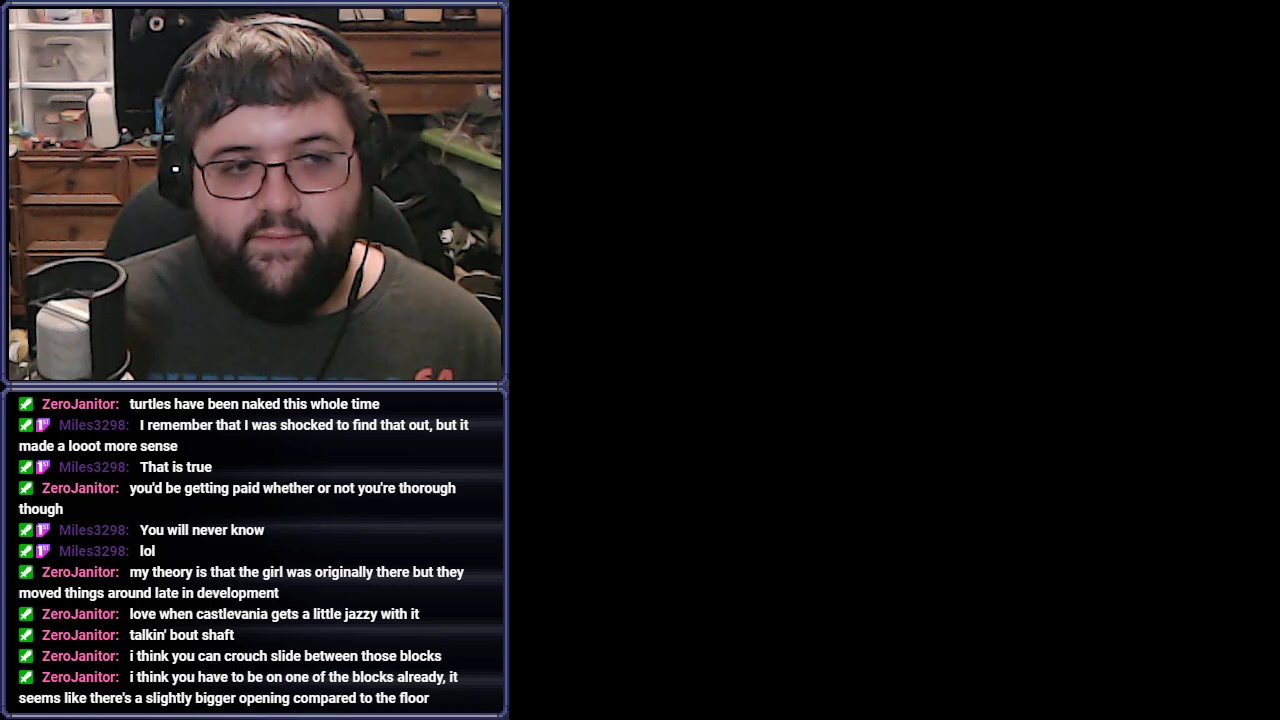 ZeroJanitor: turtles have been naked this whole time
1ST Miles3298: I remember that I was shocked to find that out, but it
made a looot more sense
1ST Miles3298: That is true
ZeroJanitor: you'd be getting paid whether or not you're thorough
though
1ST Miles3298: You will never know
1ST Miles3298: lol
ZeroJanitor: my theory is that the girl was originally there but they
moved things around late in development
ZeroJanitor: love when castlevania gets a little jazzy with it
ZeroJanitor: talkin' bout shaft
ZeroJanitor: i think you can crouch slide between those blocks
ZeroJanitor: i think you have to be on one of the blocks already, it
seems like there's a slightly bigger opening compared to the floor